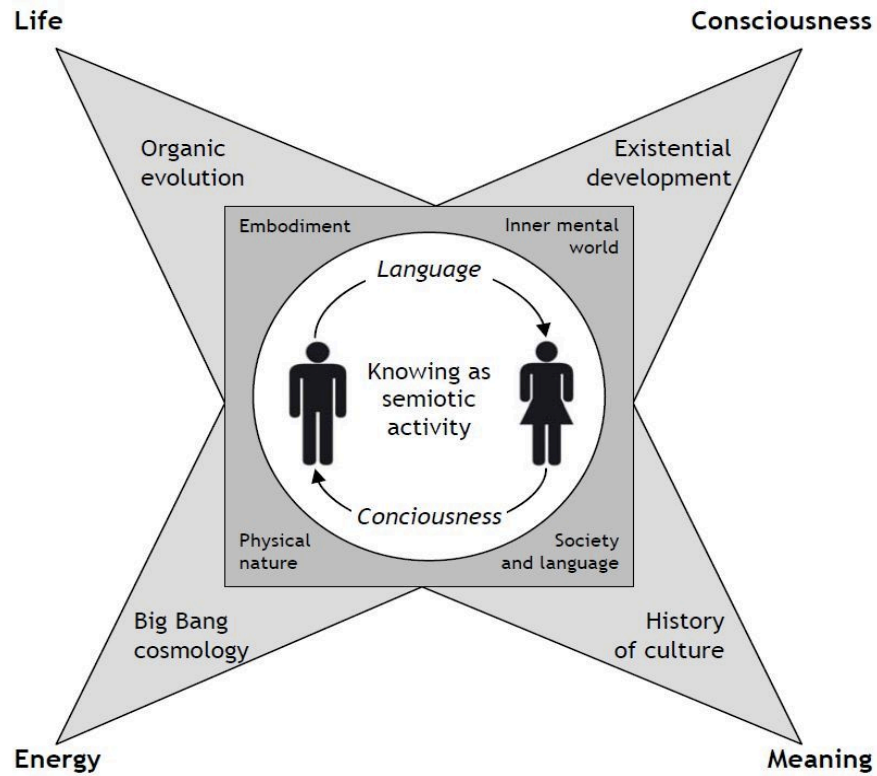 Life
Consciousness
Organic
evolution
Existential
development
Embodiment
Inner mental
world
Language
Knowing as
semiotic
activity
Conciousness
Physical
nature
Society
and language
Big Bang
cosmology
History
of culture
Energy
Meaning